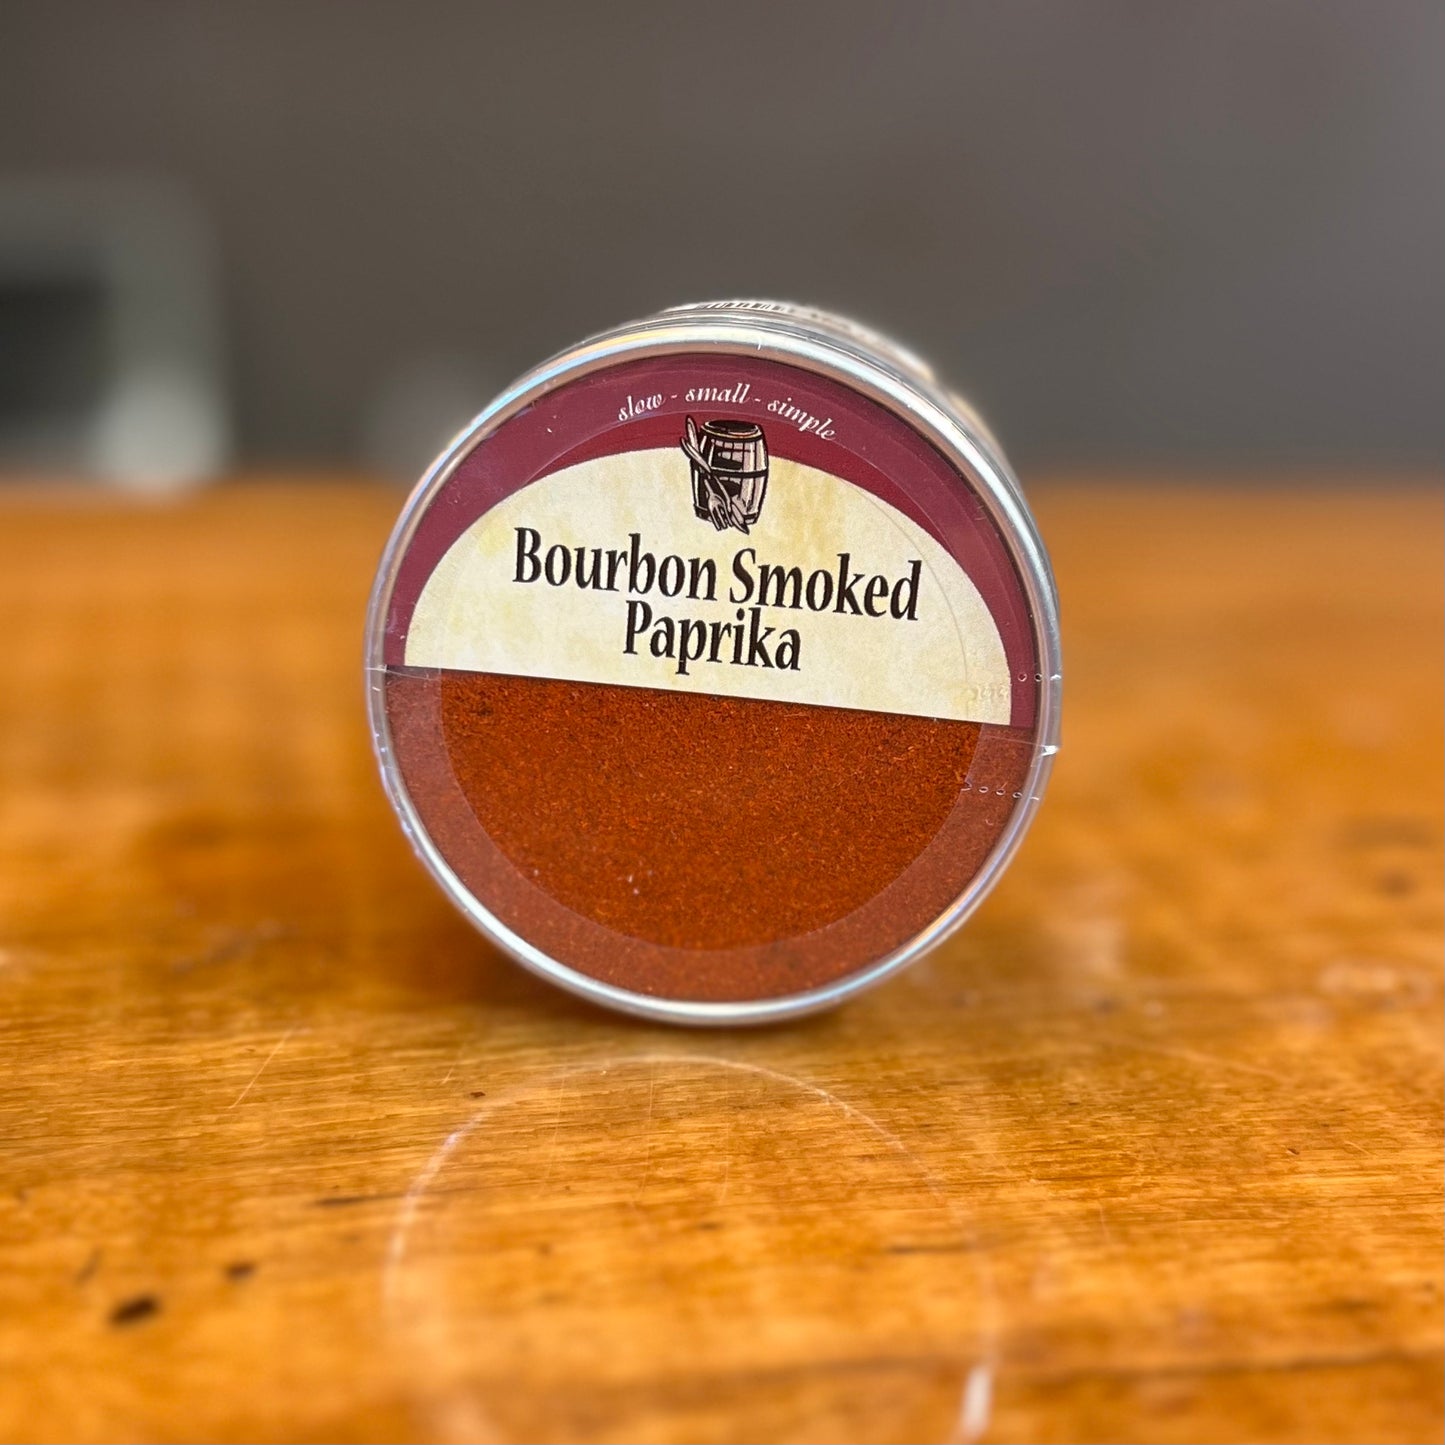 slow - small - simple
Bourbon Smoked
Paprika